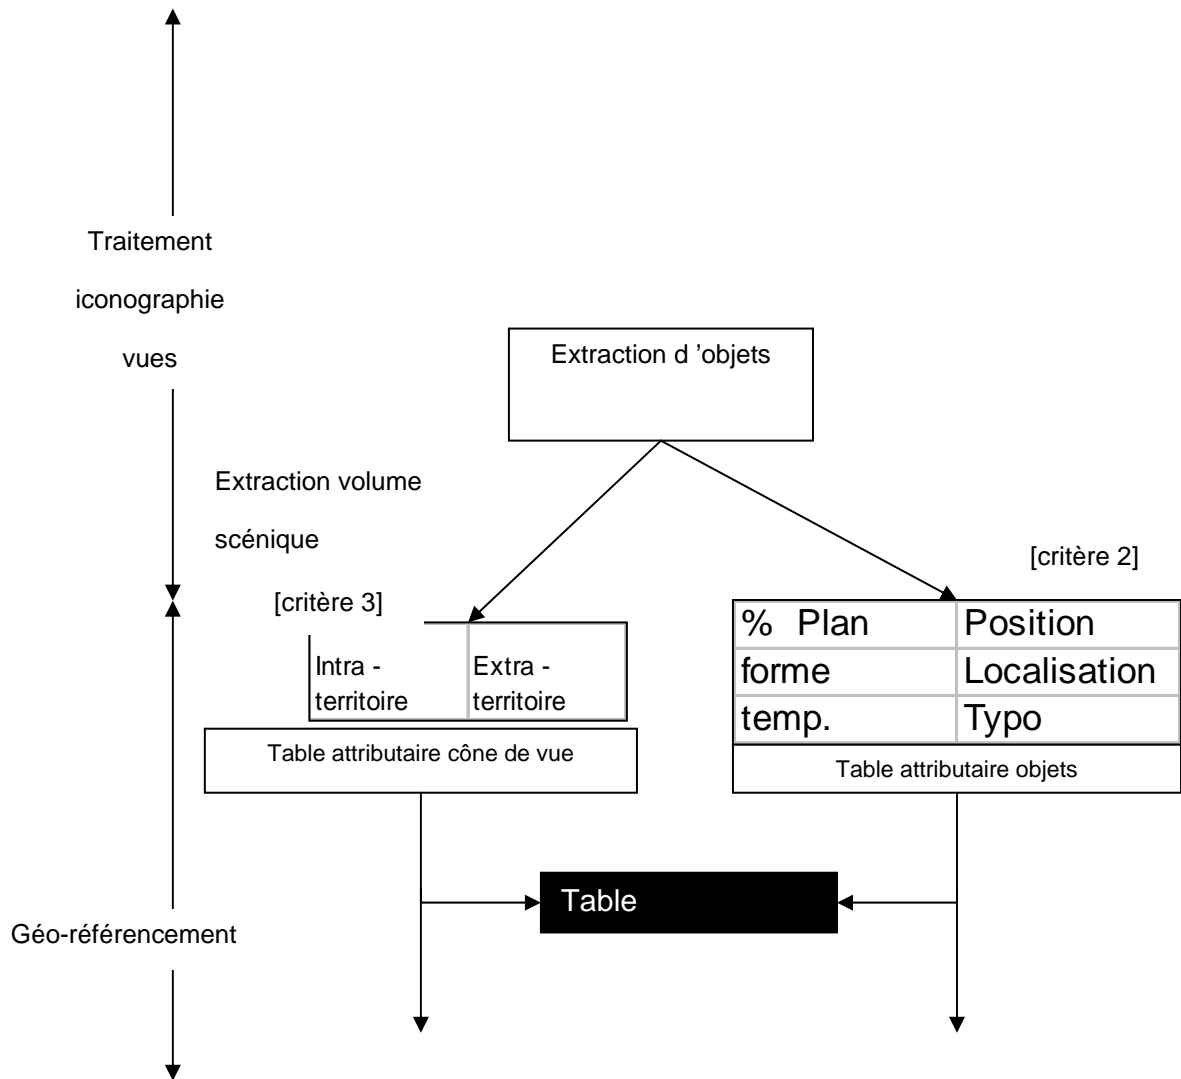 Traitement
iconographie
vues
Extraction d ’objets
Extraction volume
scénique
[critère 2]
[critère 3]
% Plan Position
forme Localisation
temp. Typo
Intra - Extra -
territoire territoire
Table attributaire cône de vue
Table attributaire objets
Table
Géo-référencement